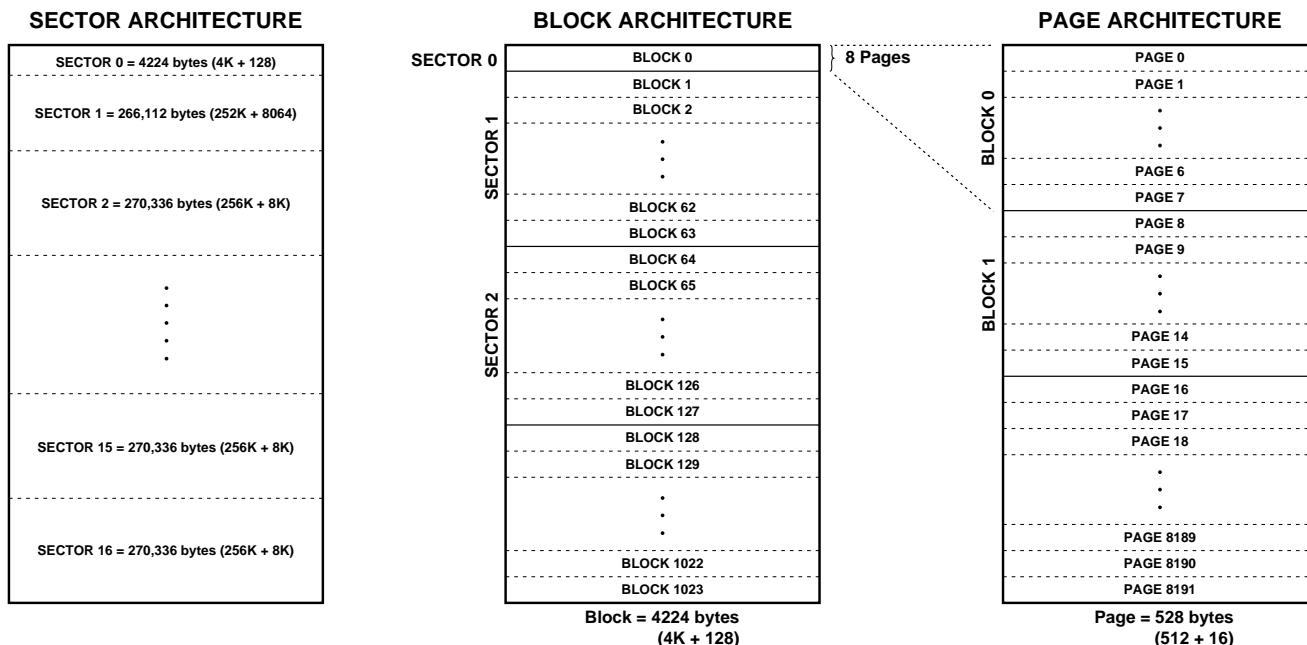 SECTOR ARCHITECTURE
SECTOR 0 = 4224 bytes (4K + 128)
SECTOR 1 = 266,112 bytes (252K + 8064)
SECTOR 2 = 270,336 bytes (256K + 8K)
SECTOR 15 = 270,336 bytes (256K + 8K)
SECTOR 16 = 270,336 bytes (256K + 8K)
BLOCK ARCHITECTURE
SECTOR 0
SECTOR 1
SECTOR 2
BLOCK 0
BLOCK 1
BLOCK 2
BLOCK 62
BLOCK 63
BLOCK 64
BLOCK 65
BLOCK 126
BLOCK 127
BLOCK 128
BLOCK 129
BLOCK 1022
BLOCK 1023
Block = 4224 bytes
(4K + 128)
8 Pages
PAGE ARCHITECTURE
BLOCK 0
BLOCK 1
PAGE 0
PAGE 1
PAGE 6
PAGE 7
PAGE 8
PAGE 9
PAGE 14
PAGE 15
PAGE 16
PAGE 17
PAGE 18
PAGE 8189
PAGE 8190
PAGE 8191
Page = 528 bytes
(512 + 16)